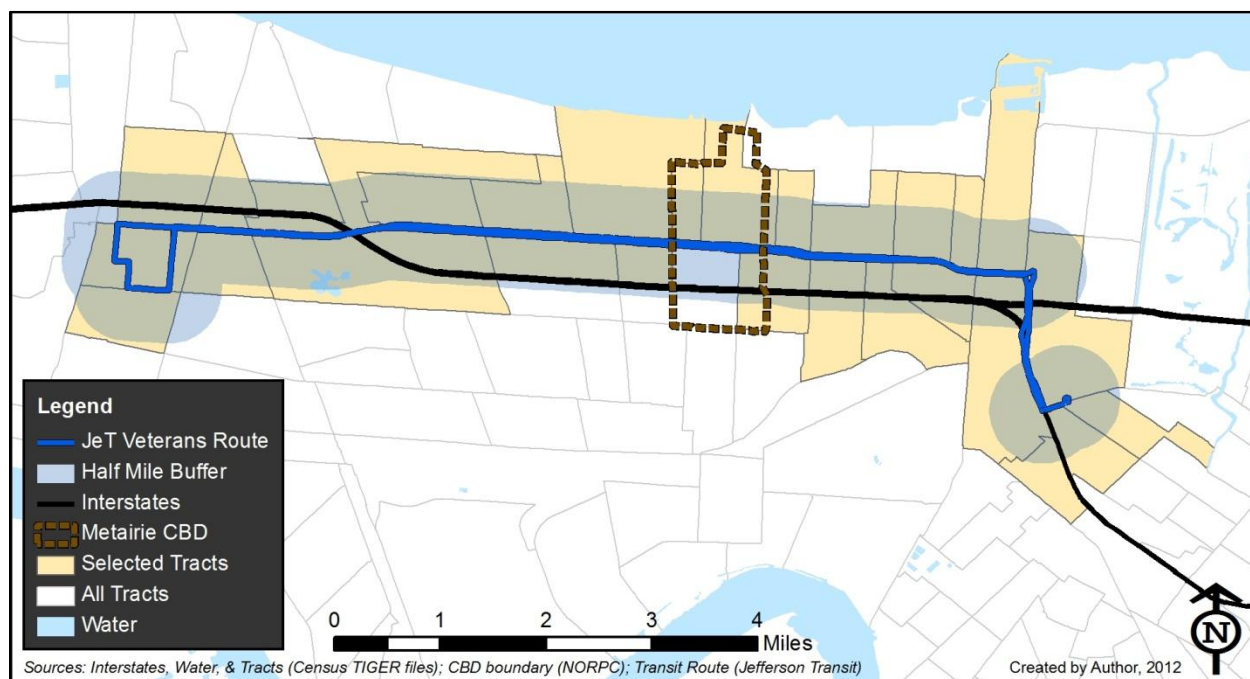 Legend
JeT Veterans Route
Half Mile Buffer
Interstates
Metairie CBD
Selected Tracts
All Tracts
Water
0 1 2 3 4
Miles
N
Sources: Interstates, Water, & Tracts (Census TIGER files); CBD boundary (NORPC); Transit Route (Jefferson Transit)
Created by Author, 2012